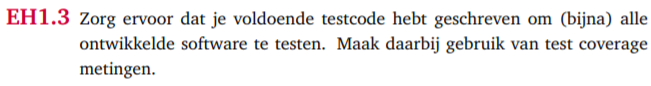 EH1.3 Zorg ervoor dat je voldoende testcode hebt geschreven om (bijna) alle
ontwikkelde software te testen. Maak daarbij gebruik van test coverage
metingen.